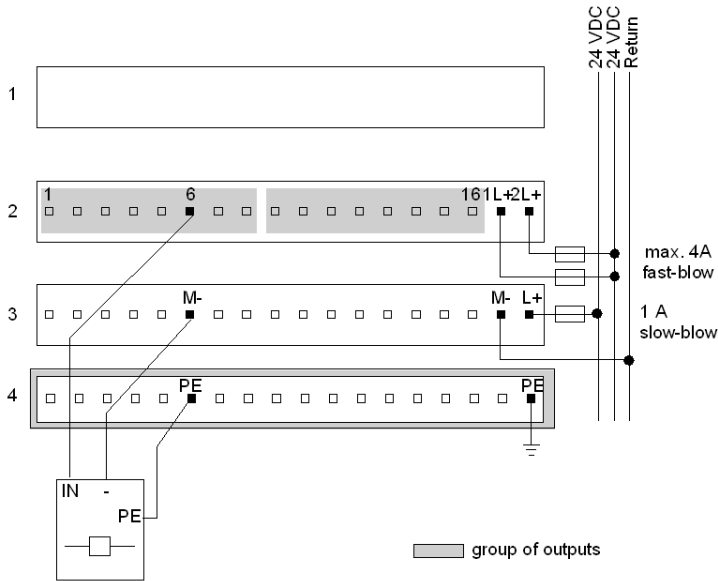 24 VDC
24 VDC
Return
1
2
1
6
16
1L+
2L+
max. 4A
fast-blow
3
M-
M-
L+
1 A
slow-blow
4
PE
PE
IN
-
PE
group of outputs